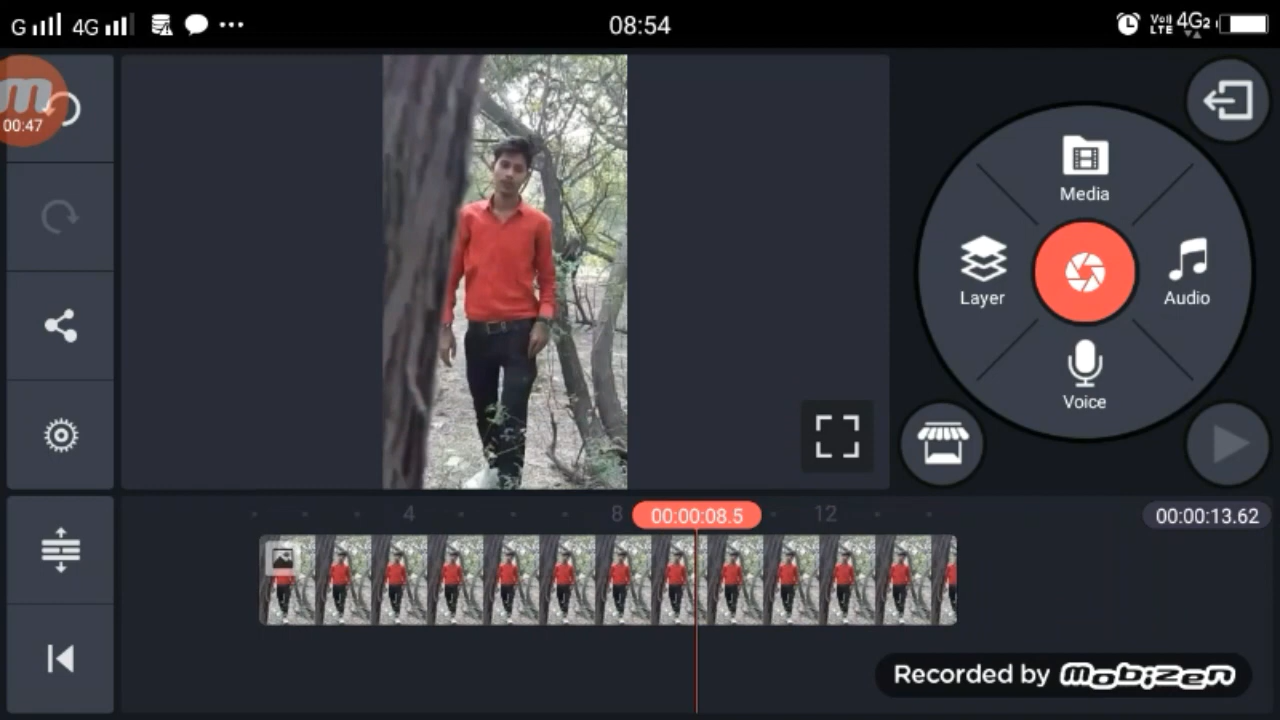 G 4G 08:54 Voll LTE 4G2
m
00:47
Media
Layer
Audio
Voice
4 8 00:00:08.5 12 00:00:13.62
Recorded by mobizen